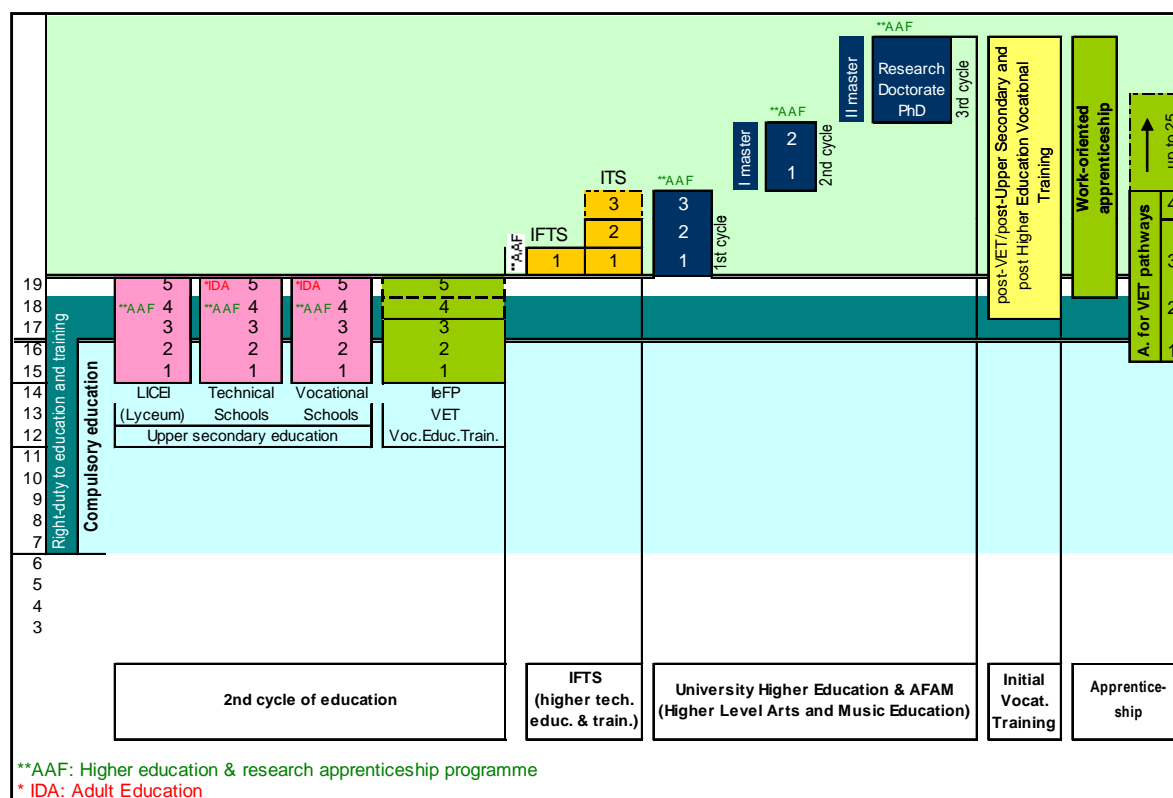 **AAF
II master
Research
Doctorate
PhD
3rd cycle
post-VET/post-Upper Secondary and
post Higher Education Vocational
Training
Work-oriented
apprenticeship
up to 25
**AAF
I master
2
1
2nd cycle
ITS
3
2
1
IFTS
1
**AAF
**AAF
3
2
1
1st cycle
A. for VET pathways
4
3
2
1
19
18
17
16
15
14
13
12
11
10
9
8
7
6
5
4
3
Right-duty to education and training
Compulsory education
5
**AAF 4
3
2
1
LICEI
(Lyceum)
*IDA 5
**AAF 4
3
2
1
Technical
Schools
*IDA 5
**AAF 4
3
2
1
Vocational
Schools
Upper secondary education
5
4
3
2
1
IeFP
VET
Voc.Educ.Train.
2nd cycle of education
IFTS
(higher tech.
educ. & train.)
University Higher Education & AFAM
(Higher Level Arts and Music Education)
Initial
Vocat.
Training
Apprentice-
ship
**AAF: Higher education & research apprenticeship programme
* IDA: Adult Education